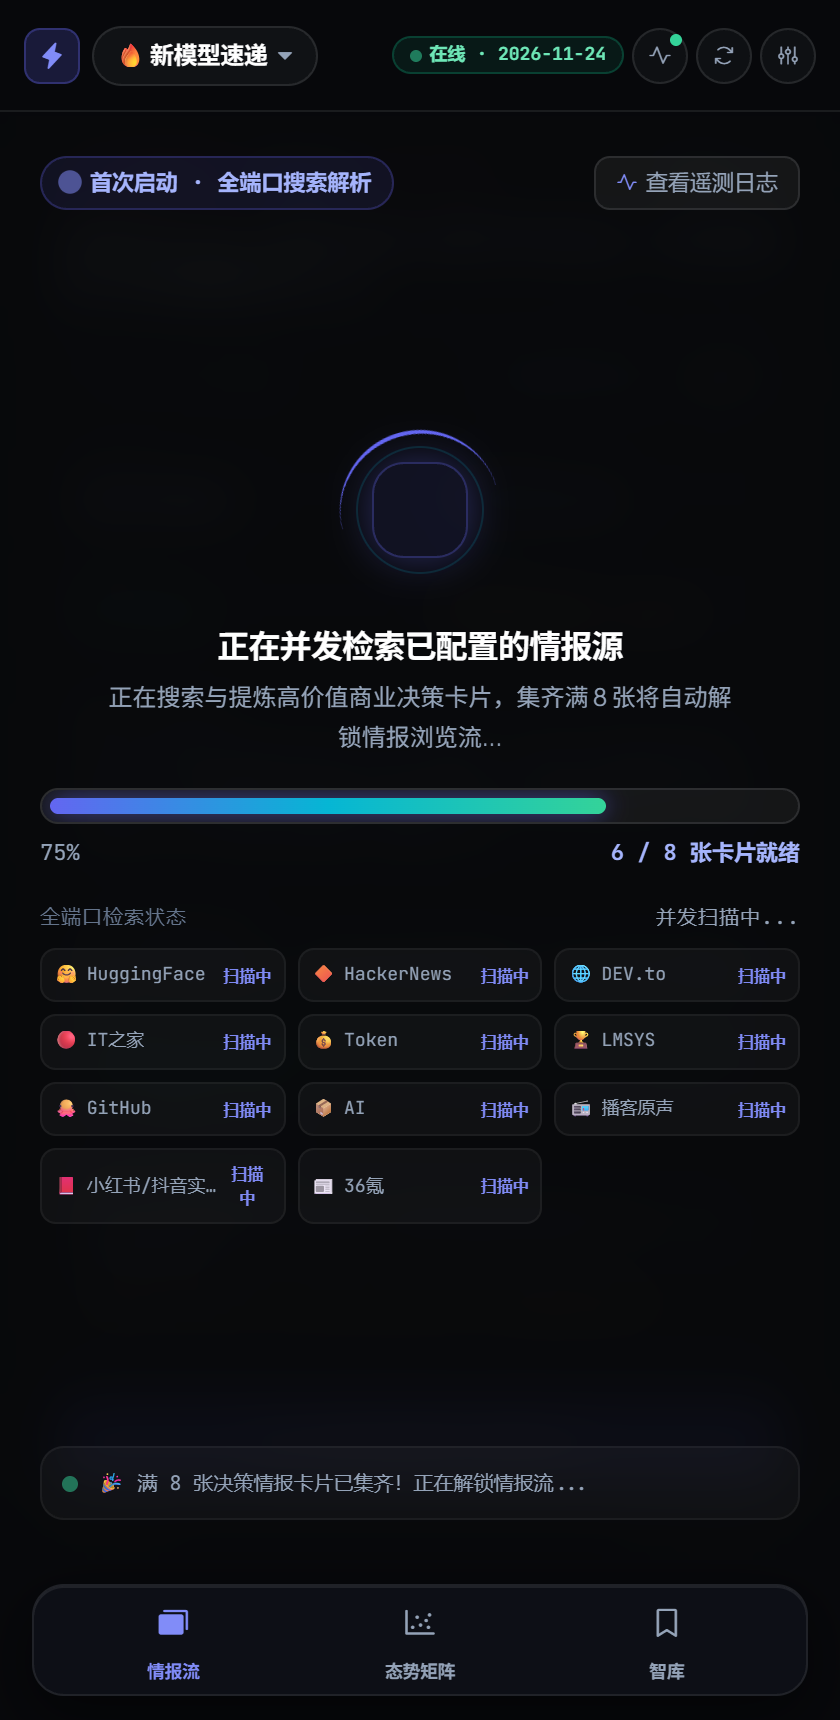 新模型速递
在线 · 2026-11-24
首次启动 · 全端口搜索解析
查看遥测日志
正在并发检索已配置的情报源
正在搜索与提炼高价值商业决策卡片，集齐满 8 张将自动解
锁情报浏览流...
75%
6 / 8 张卡片就绪
全端口检索状态
并发扫描中...
HuggingFace 扫描中
HackerNews 扫描中
DEV.to 扫描中
IT之家 扫描中
Token 扫描中
LMSYS 扫描中
GitHub 扫描中
AI 扫描中
播客原声 扫描中
小红书/抖音实… 扫描
中
36氪 扫描中
满 8 张决策情报卡片已集齐！正在解锁情报流...
情报流
态势矩阵
智库